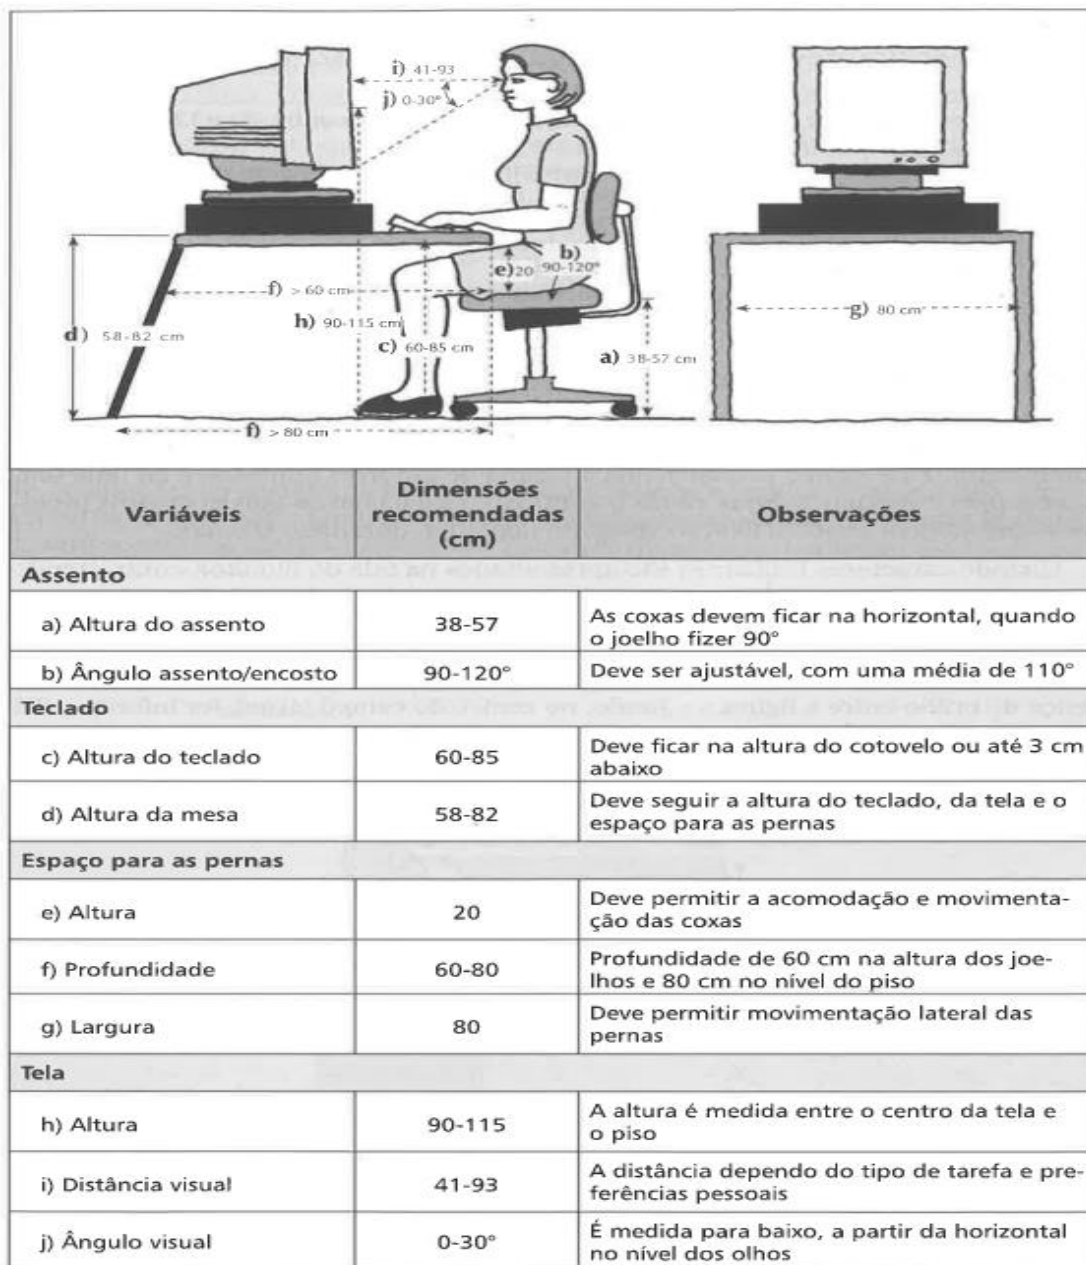 i) 41-93
j) 0-30°
b)
e) 20 90-120°
f) > 60 cm
g) 80 cm
h) 90-115 cm
d) 58-82 cm
c) 60-85 cm
a) 38-57 cm
f) > 80 cm
Variáveis
Dimensões
recomendadas
(cm)
Observações
Assento
a) Altura do assento
38-57
As coxas devem ficar na horizontal, quando
o joelho fizer 90°
b) Ângulo assento/encosto
90-120°
Deve ser ajustável, com uma média de 110°
Teclado
c) Altura do teclado
60-85
Deve ficar na altura do cotovelo ou até 3 cm
abaixo
d) Altura da mesa
58-82
Deve seguir a altura do teclado, da tela e o
espaço para as pernas
Espaço para as pernas
e) Altura
20
Deve permitir a acomodação e movimenta-
ção das coxas
f) Profundidade
60-80
Profundidade de 60 cm na altura dos joe-
lhos e 80 cm no nível do piso
g) Largura
80
Deve permitir movimentação lateral das
pernas
Tela
h) Altura
90-115
A altura é medida entre o centro da tela e
o piso
i) Distância visual
41-93
A distância dependo do tipo de tarefa e pre-
ferências pessoais
j) Ângulo visual
0-30°
É medida para baixo, a partir da horizontal
no nível dos olhos